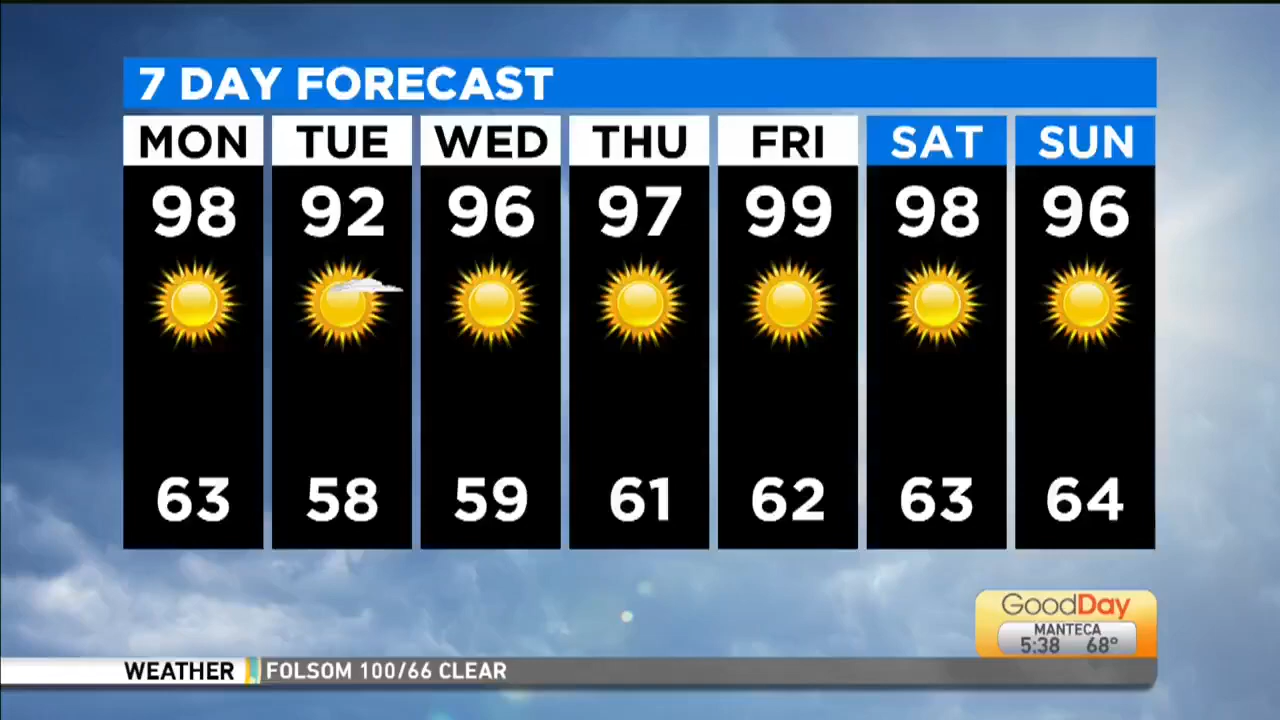 7 DAY FORECAST
MON TUE WED THU FRI SAT SUN
98 92 96 97 99 98 96
63 58 59 61 62 63 64
GoodDay
MANTECA
5:38 68°
WEATHER FOLSOM 100/66 CLEAR